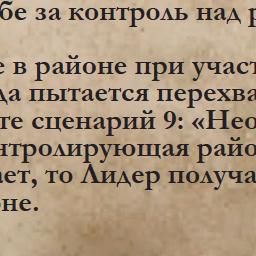 бе за контроль над р
е в районе при участ
да пытается перехва
те сценарий 9: «Нео
нтролирующая райо
ает, то Лидер получа
оне.